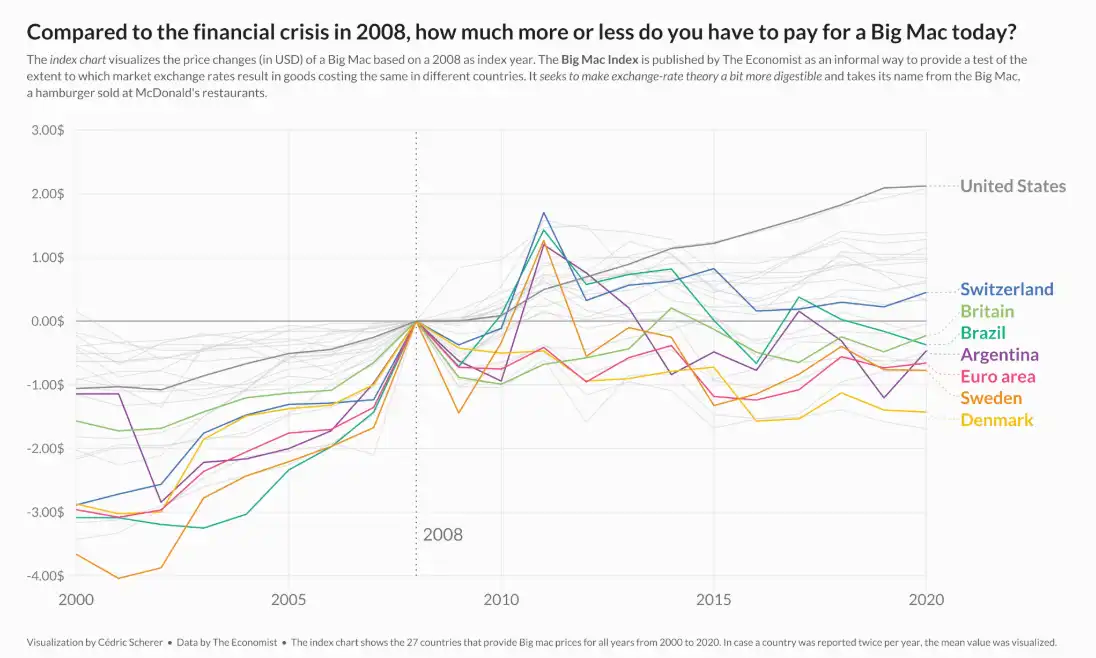 Compared to the financial crisis in 2008, how much more or less do you have to pay for a Big Mac today?
The index chart visualizes the price changes (in USD) of a Big Mac based on a 2008 as index year. The Big Mac Index is published by The Economist as an informal way to provide a test of the
extent to which market exchange rates result in goods costing the same in different countries. It seeks to make exchange-rate theory a bit more digestible and takes its name from the Big Mac,
a hamburger sold at McDonald's restaurants.
3.00$
2.00$
1.00$
0.00$
-1.00$
-2.00$
-3.00$
-4.00$
United States
Switzerland
Britain
Brazil
Argentina
Euro area
Sweden
Denmark
2008
2000
2005
2010
2015
2020
Visualization by Cédric Scherer • Data by The Economist • The index chart shows the 27 countries that provide Big mac prices for all years from 2000 to 2020. In case a country was reported twice per year, the mean value was visualized.